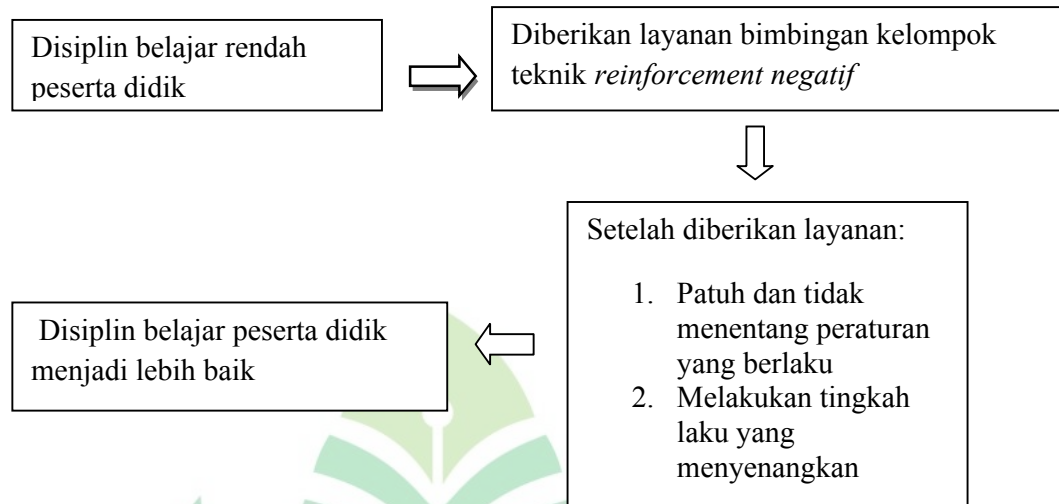 Disiplin belajar rendah
peserta didik
Diberikan layanan bimbingan kelompok
teknik reinforcement negatif
Setelah diberikan layanan:
1. Patuh dan tidak
menentang peraturan
yang berlaku
2. Melakukan tingkah
laku yang
menyenangkan
Disiplin belajar peserta didik
menjadi lebih baik